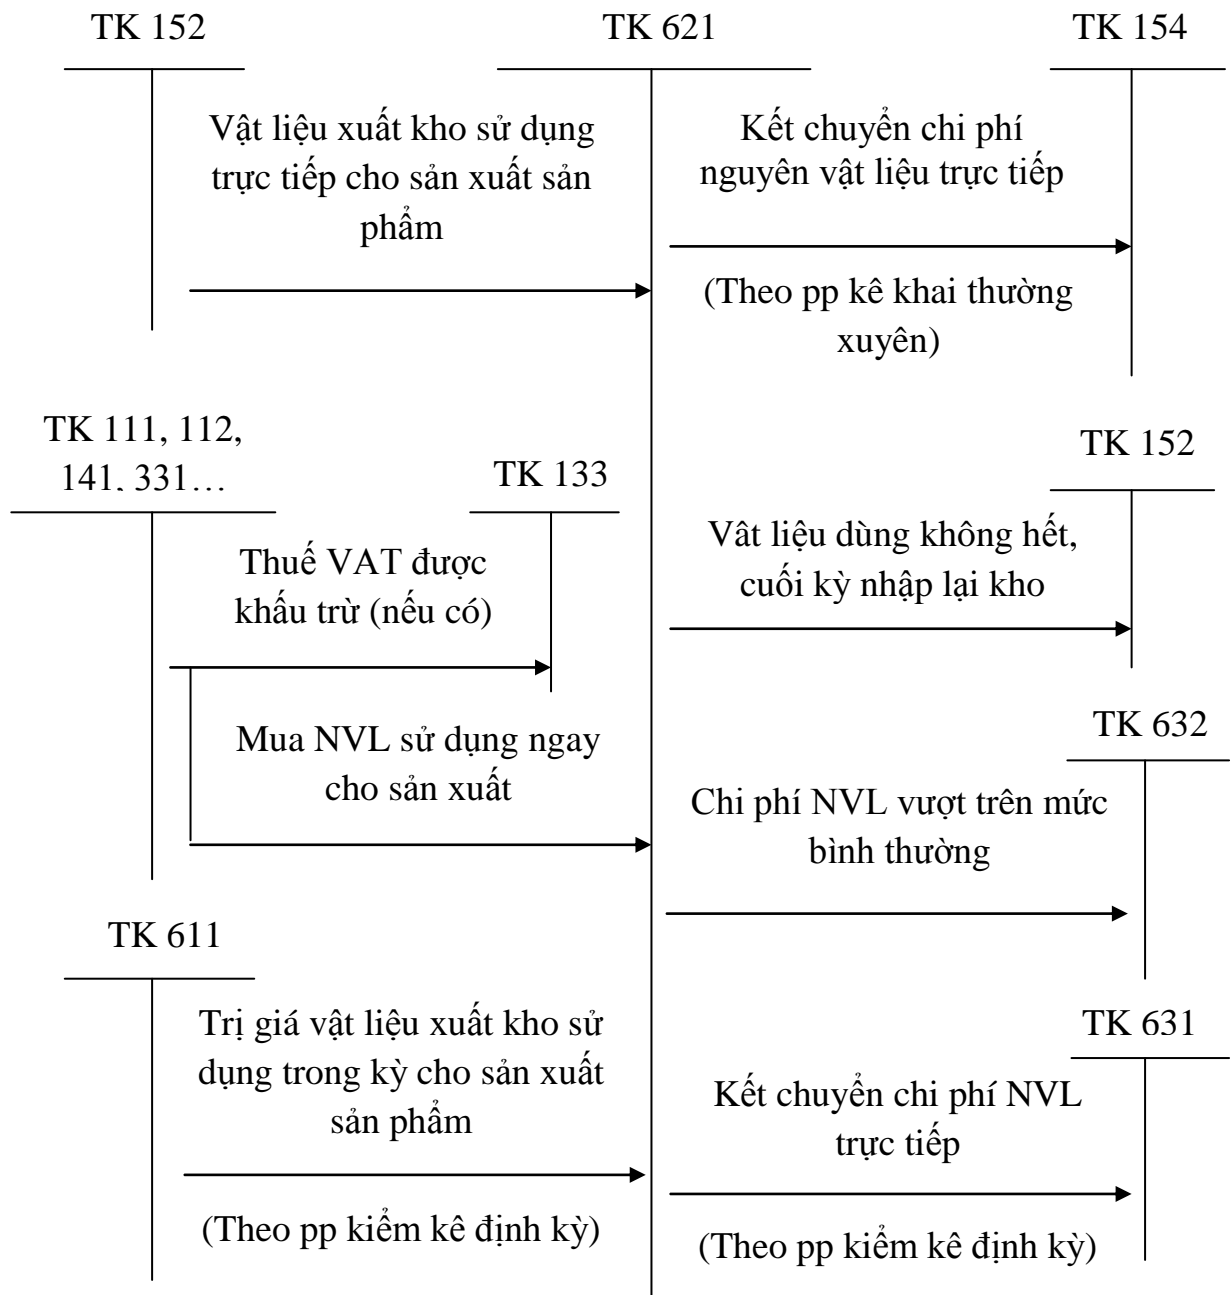 TK 152
TK 621
TK 154
Vật liệu xuất kho sử dụng
trực tiếp cho sản xuất sản
phẩm
Kết chuyển chi phí
nguyên vật liệu trực tiếp
(Theo pp kê khai thường
xuyên)
TK 111, 112,
141, 331…
TK 133
TK 152
Thuế VAT được
khấu trừ (nếu có)
Vât liệu dùng không hết,
cuối kỳ nhập lại kho
Mua NVL sử dụng ngay
cho sản xuất
TK 632
Chi phí NVL vượt trên mức
bình thường
TK 611
Trị giá vật liệu xuất kho sử
dụng trong kỳ cho sản xuất
sản phẩm
TK 631
Kết chuyển chi phí NVL
trực tiếp
(Theo pp kiểm kê định kỳ)
(Theo pp kiểm kê định kỳ)